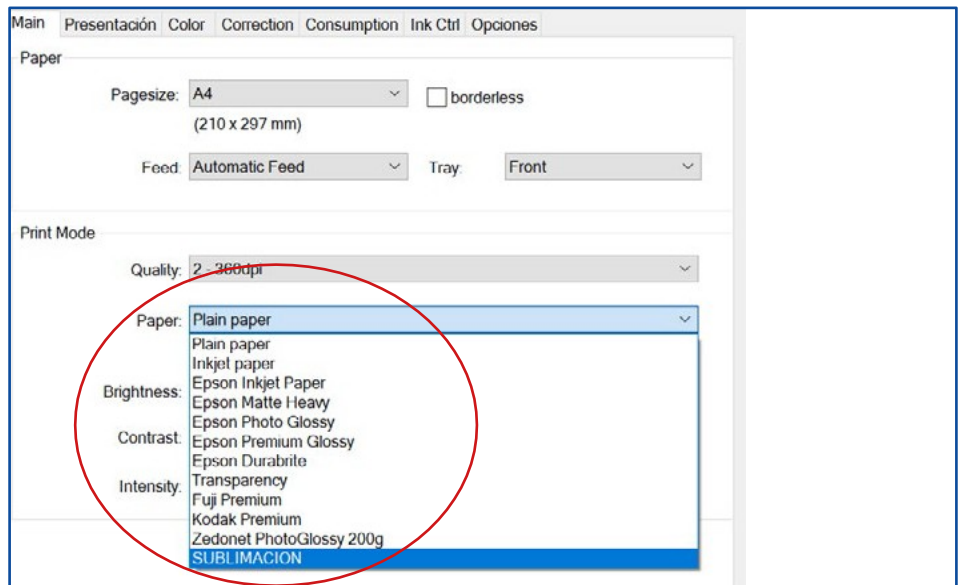 Main Presentación Color Correction Consumption Ink Ctrl Opciones
Paper
Pagesize: A4 borderless
(210 x 297 mm)
Feed: Automatic Feed Tray: Front
Print Mode
Quality: 2 - 360dpi
Paper: Plain paper
Plain paper
Inkjet paper
Epson Inkjet Paper
Brightness:
Epson Matte Heavy
Epson Photo Glossy
Contrast:
Epson Premium Glossy
Epson Durabrite
Intensity:
Transparency
Fuji Premium
Kodak Premium
Zedonet PhotoGlossy 200g
SUBLIMACION